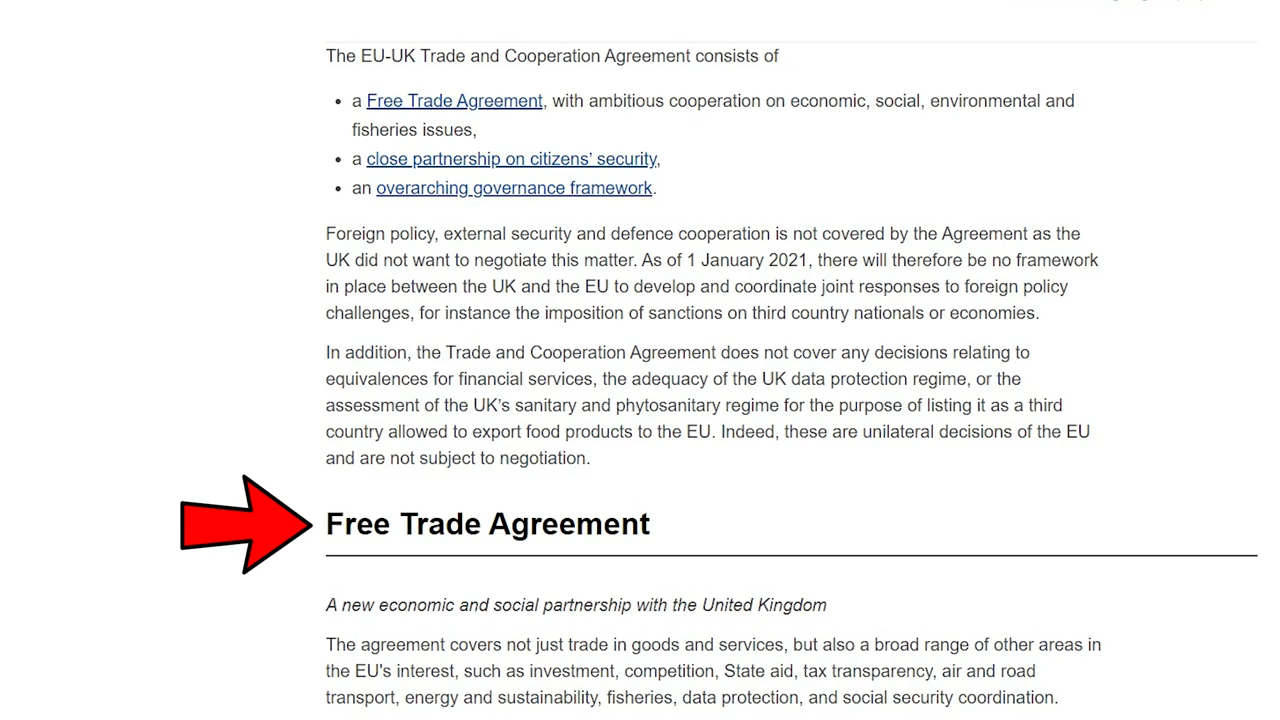 The EU-UK Trade and Cooperation Agreement consists of
• a Free Trade Agreement, with ambitious cooperation on economic, social, environmental and
fisheries issues,
• a close partnership on citizens’ security,
• an overarching governance framework.
Foreign policy, external security and defence cooperation is not covered by the Agreement as the
UK did not want to negotiate this matter. As of 1 January 2021, there will therefore be no framework
in place between the UK and the EU to develop and coordinate joint responses to foreign policy
challenges, for instance the imposition of sanctions on third country nationals or economies.
In addition, the Trade and Cooperation Agreement does not cover any decisions relating to
equivalences for financial services, the adequacy of the UK data protection regime, or the
assessment of the UK’s sanitary and phytosanitary regime for the purpose of listing it as a third
country allowed to export food products to the EU. Indeed, these are unilateral decisions of the EU
and are not subject to negotiation.
Free Trade Agreement
A new economic and social partnership with the United Kingdom
The agreement covers not just trade in goods and services, but also a broad range of other areas in
the EU's interest, such as investment, competition, State aid, tax transparency, air and road
transport, energy and sustainability, fisheries, data protection, and social security coordination.